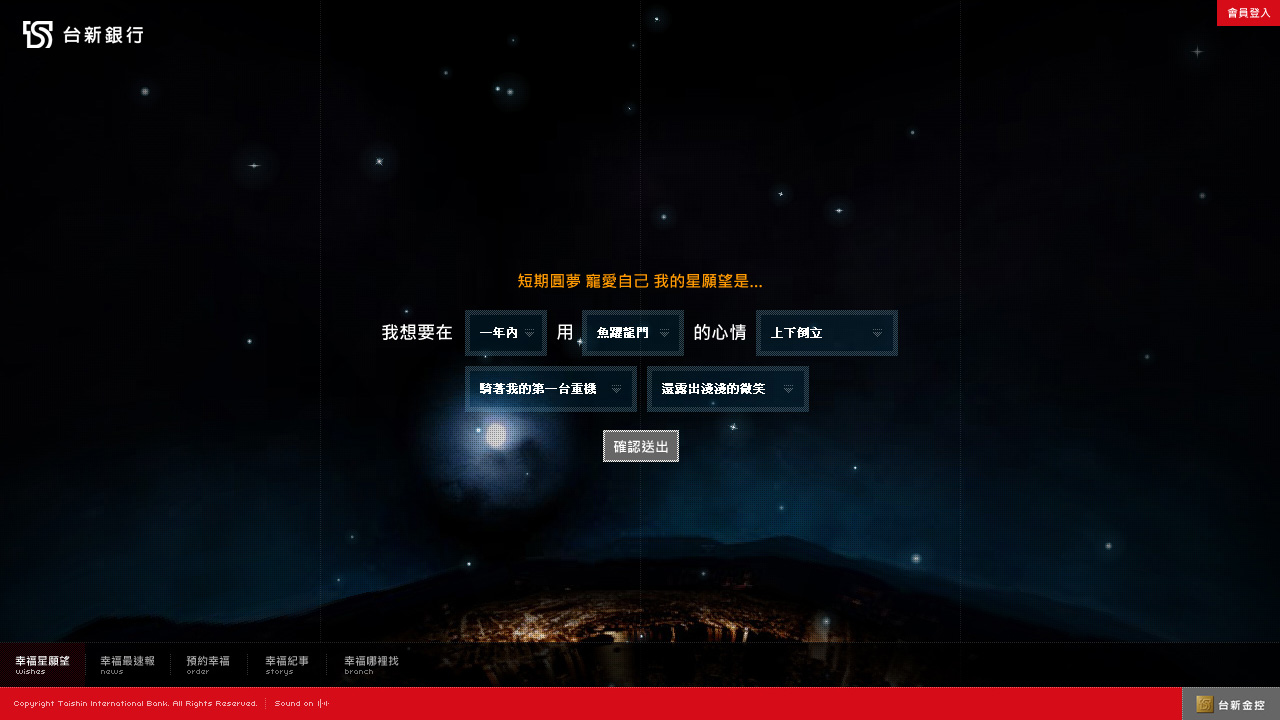 台新銀行
會員登入
短期圓夢 寵愛自己 我的星願望是...
我想要在 一年內 用 魚躍龍門 的心情 上下倒立
騎著我的第一台重機 還露出淺淺的微笑
確認送出
幸福星願望 幸福最速報 預約幸福 幸福紀事 幸福哪裡找
wishes news order storys branch
Copyright Taishin International Bank. All Rights Reserved. Sound on
台新金控